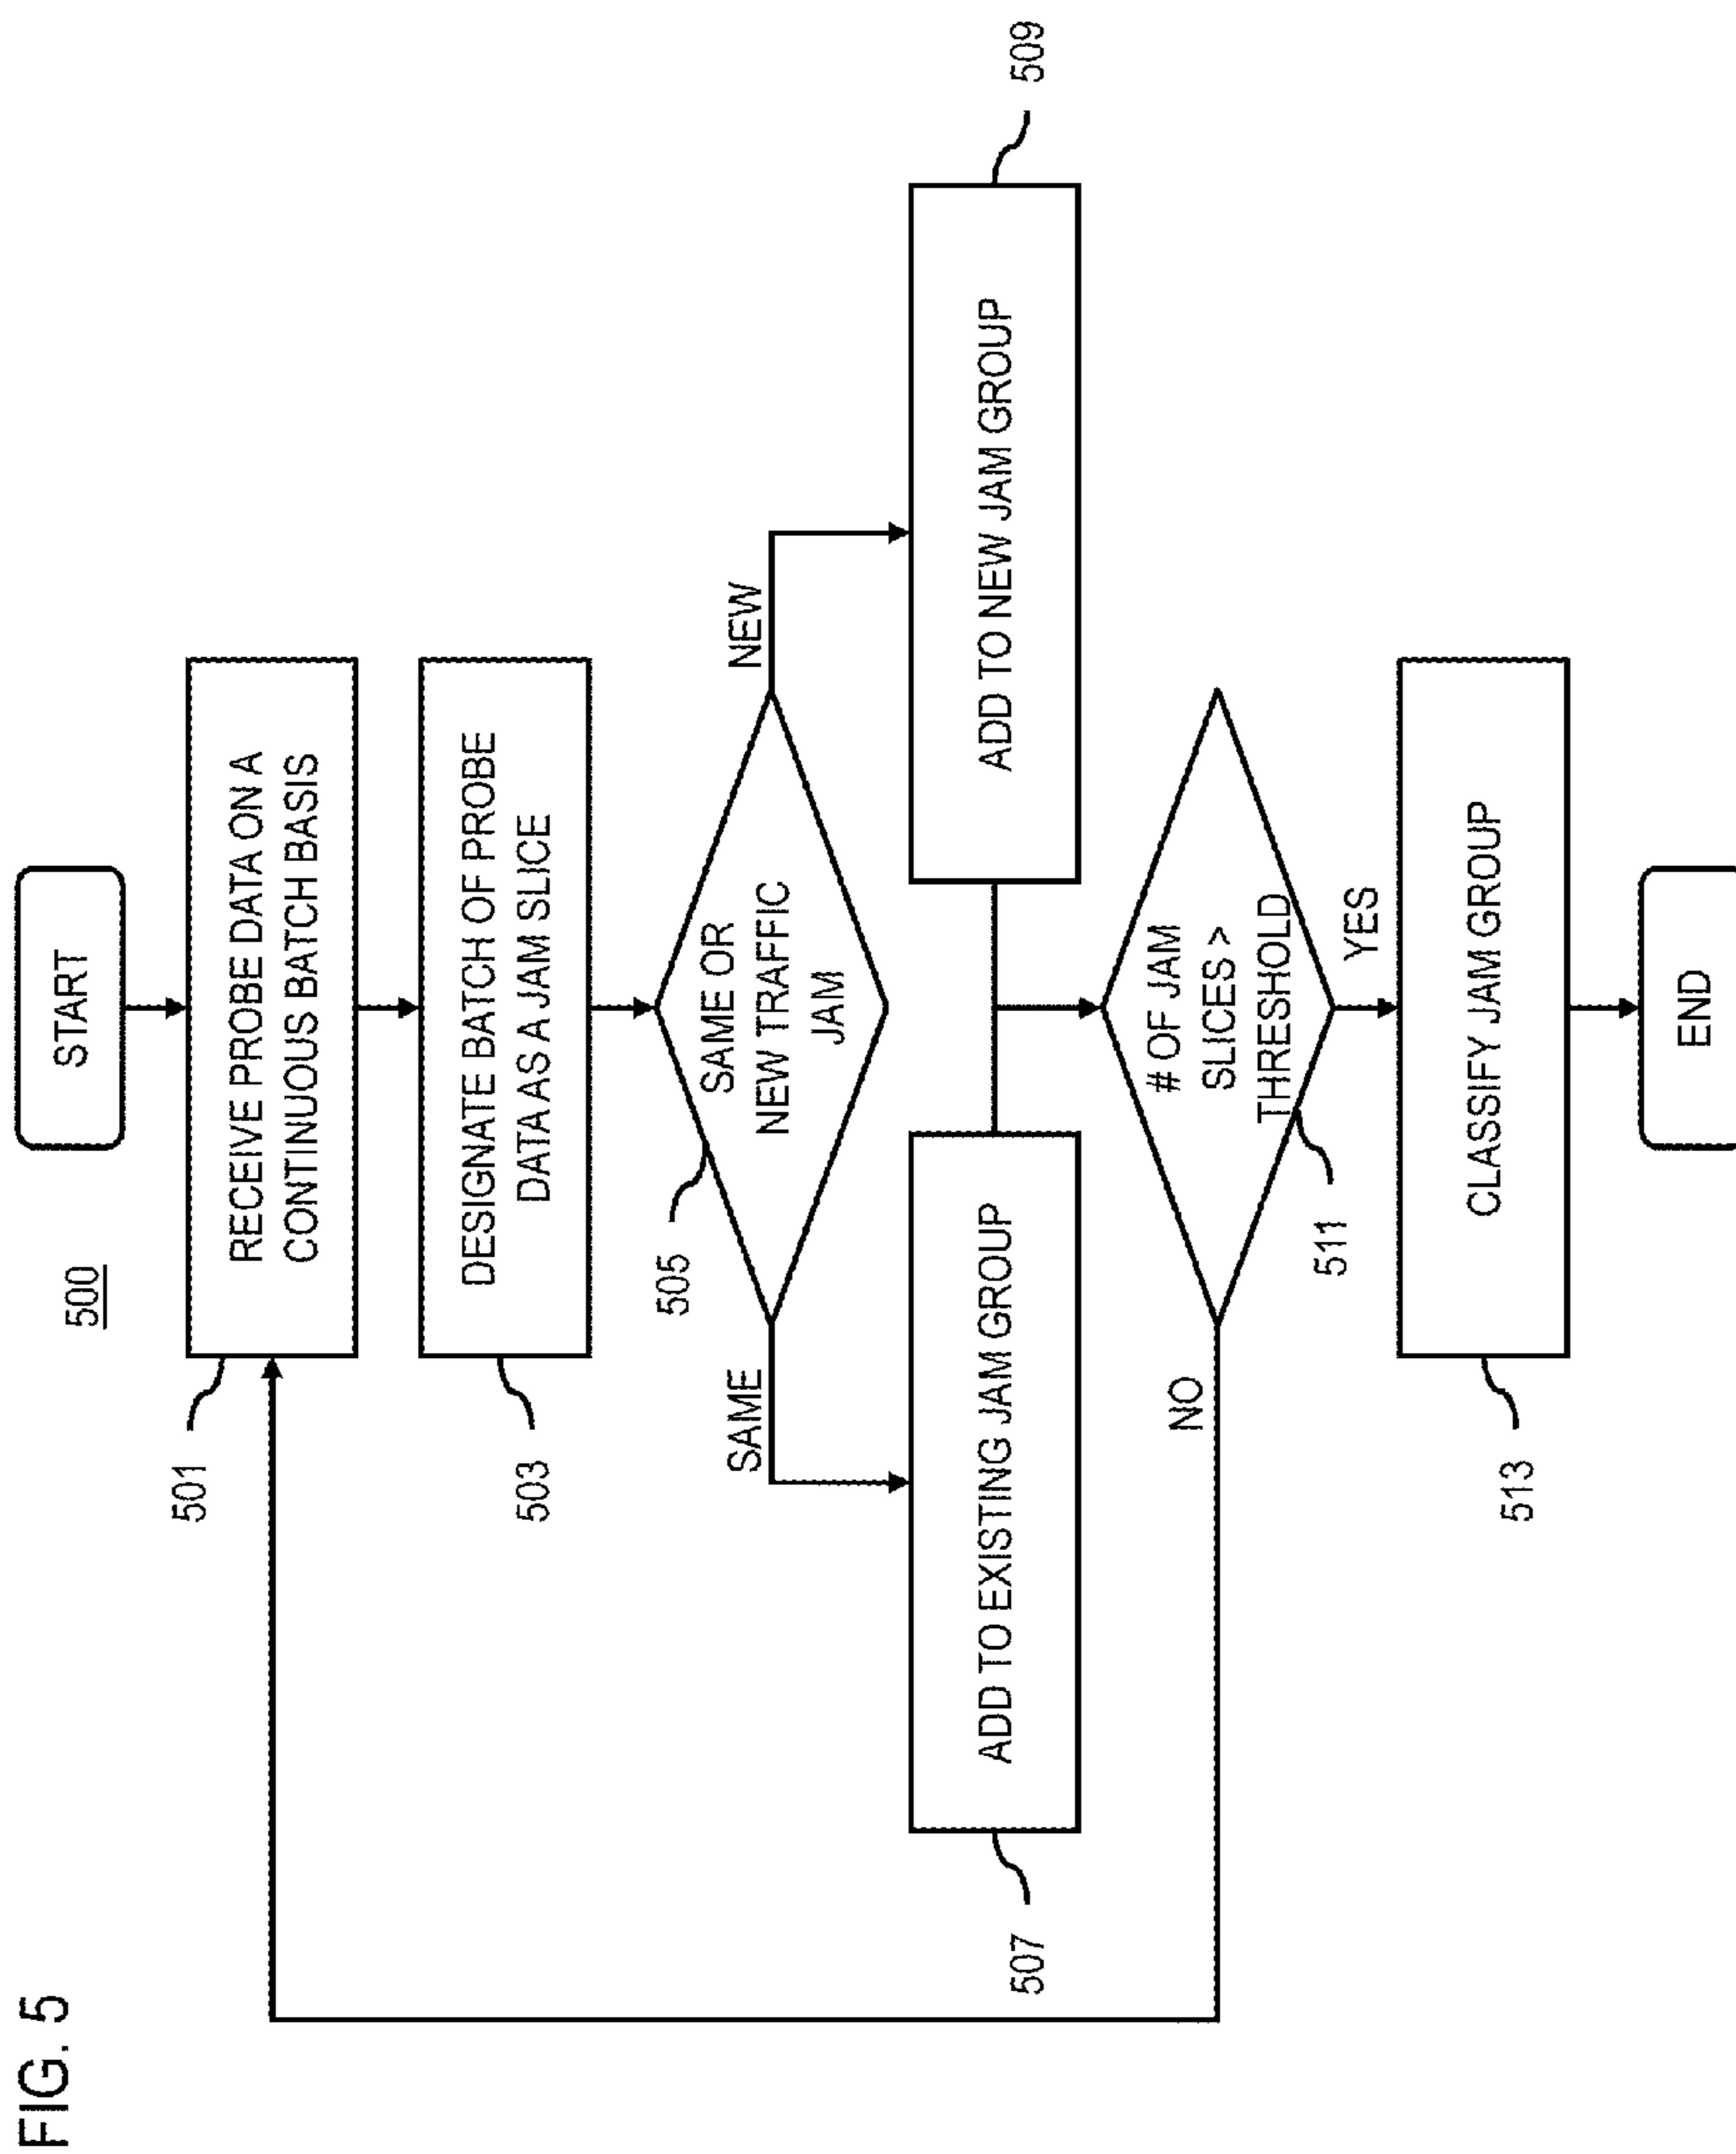 FIG. 5
500
START
501
RECEIVE PROBE DATA ON A
CONTINUOUS BATCH BASIS
503
DESIGNATE BATCH OF PROBE
DATA AS A JAM SLICE
505
SAME OR
NEW TRAFFIC
JAM
SAME
NEW
507
ADD TO EXISTING JAM GROUP
ADD TO NEW JAM GROUP
509
# OF JAM
SLICES >
THRESHOLD
511
NO
YES
513
CLASSIFY JAM GROUP
END